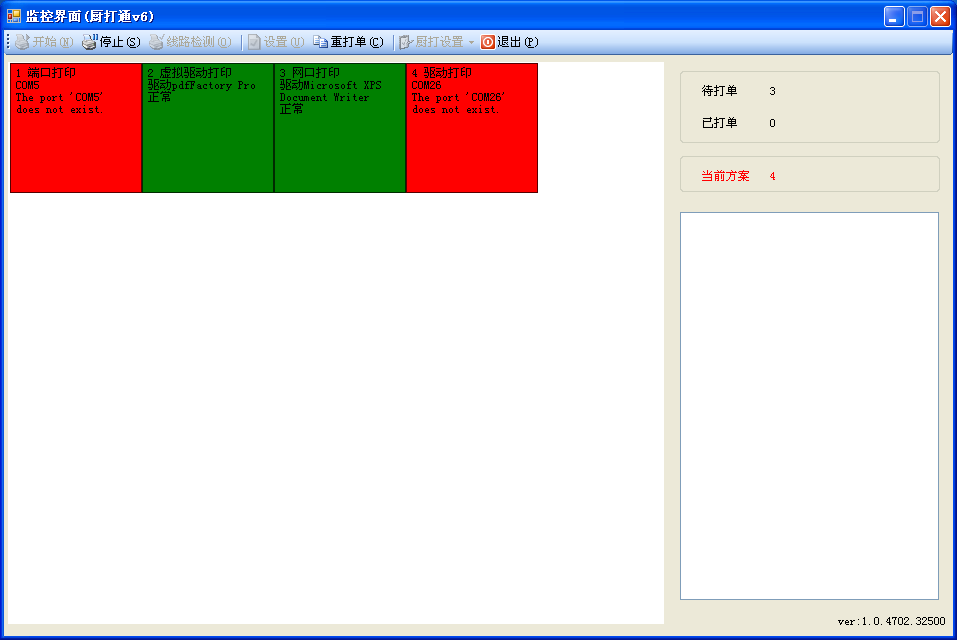 监控界面(厨打通v6)
开始(N) 停止(S) 线路检测(O) 设置(U) 重打单(C) 厨打设置 退出(P)
1 端口打印
COM5
The port 'COM5'
does not exist.
2 虚拟驱动打印
驱动pdfFactory Pro
正常
3 网口打印
驱动Microsoft XPS
Document Writer
正常
4 驱动打印
COM26
The port 'COM26'
does not exist.
待打单 3
已打单 0
当前方案 4
ver:1.0.4702.32500